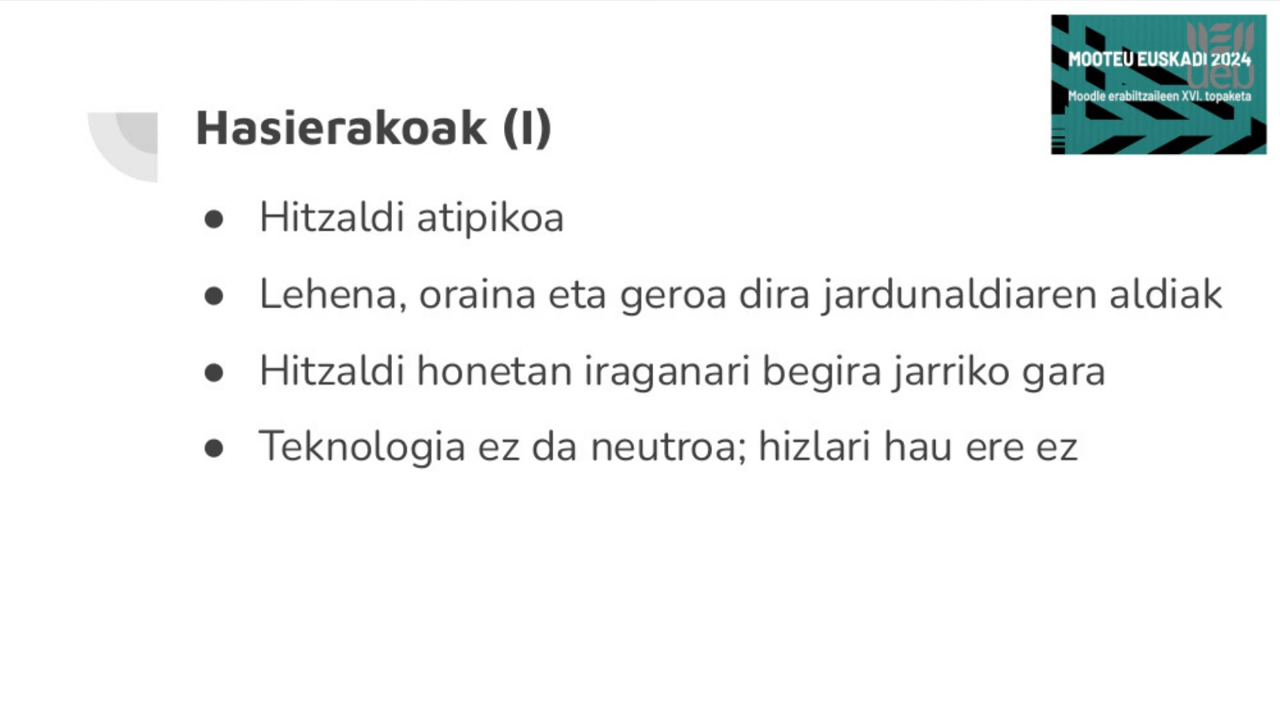 MOOTEU EUSKADI 2024
Moodle erabiltzaileen XVI. topaketa
ueu
Hasierakoak (I)
● Hitzaldi atipikoa
● Lehena, oraina eta geroa dira jardunaldiaren aldiak
● Hitzaldi honetan iraganari begira jarriko gara
● Teknologia ez da neutroa; hizlari hau ere ez